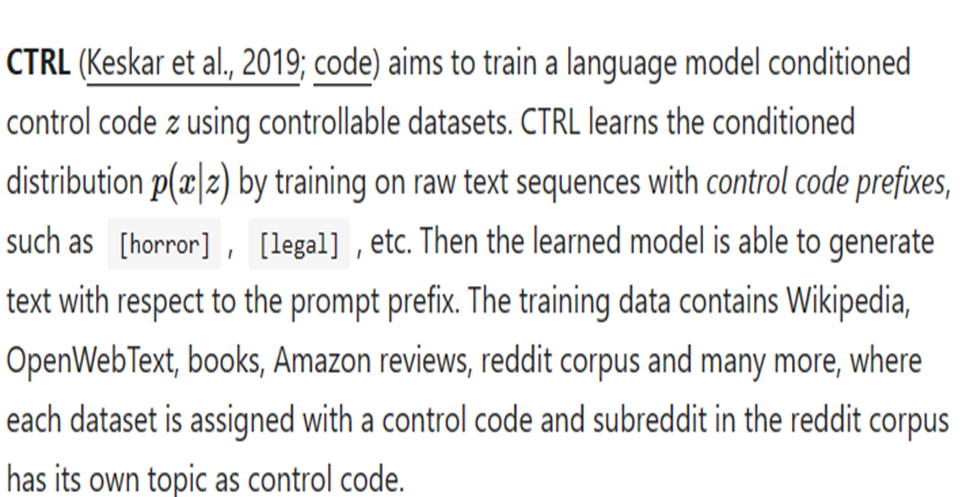 CTRL (Keskar et al., 2019; code) aims to train a language model conditioned
control code z using controllable datasets. CTRL learns the conditioned
distribution p(x|z) by training on raw text sequences with control code prefixes,
such as [horror] , [legal] , etc. Then the learned model is able to generate
text with respect to the prompt prefix. The training data contains Wikipedia,
OpenWebText, books, Amazon reviews, reddit corpus and many more, where
each dataset is assigned with a control code and subreddit in the reddit corpus
has its own topic as control code.